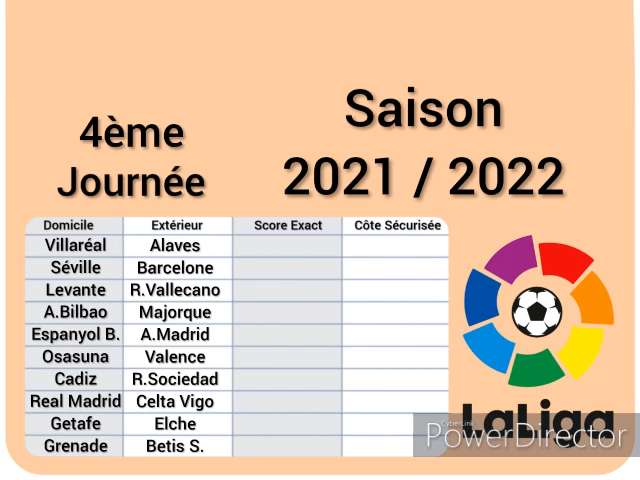 Saison
2021 / 2022
4ème
Journée
Domicile Extérieur Score Exact Côte Sécurisée
Villaréal Alaves
Séville Barcelone
Levante R.Vallecano
A.Bilbao Majorque
Espanyol B. A.Madrid
Osasuna Valence
Cadiz R.Sociedad
Real Madrid Celta Vigo
Getafe Elche
Grenade Betis S.
LaLiga
CyberLink
PowerDirector